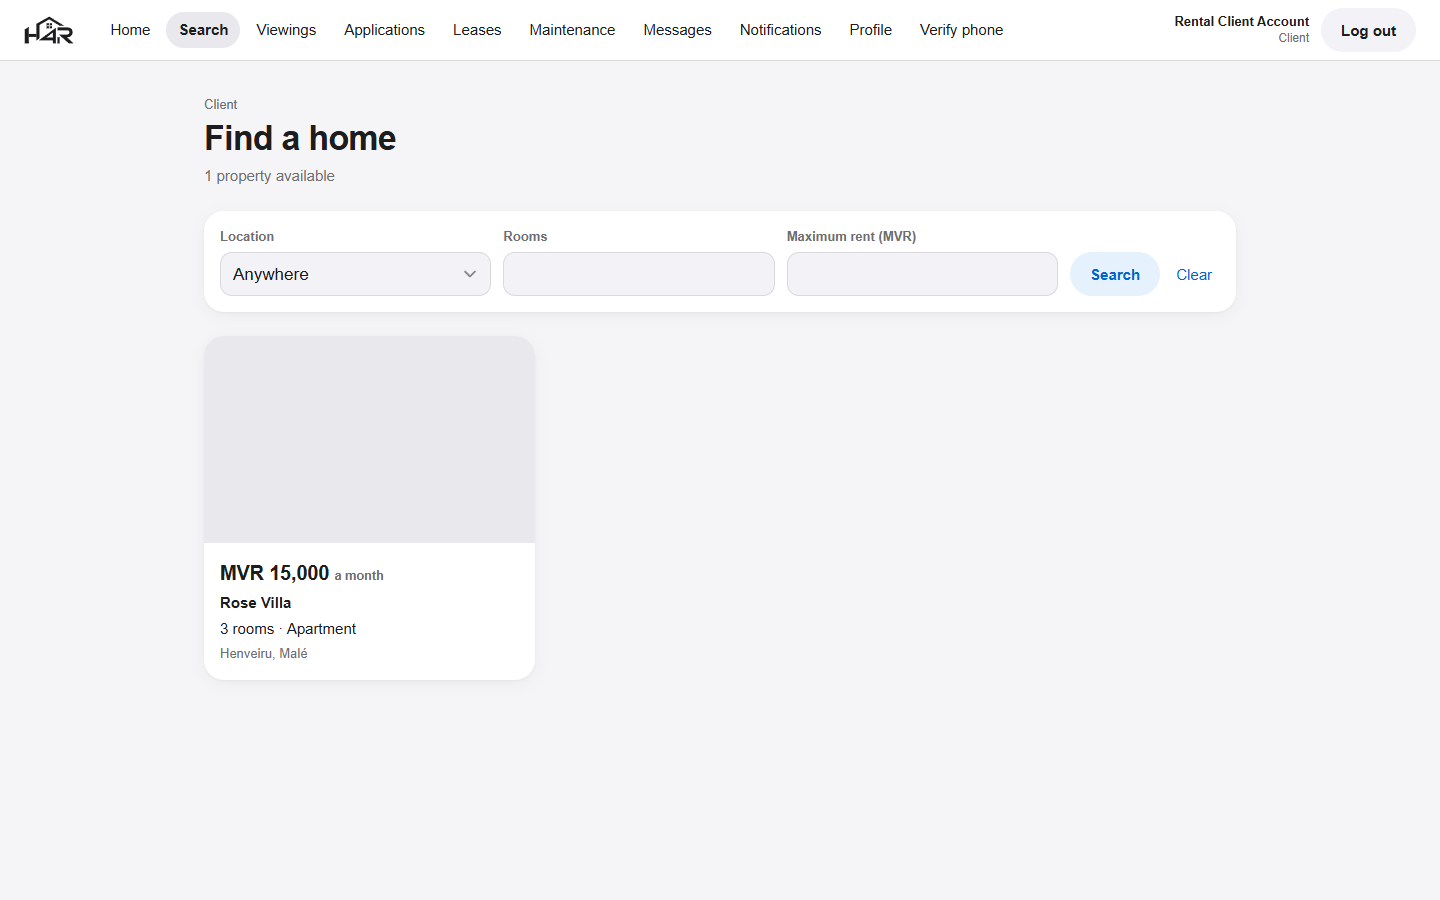 H4R
Home
Search
Viewings
Applications
Leases
Maintenance
Messages
Notifications
Profile
Verify phone
Rental Client Account
Client
Log out
Client
Find a home
1 property available
Location
Rooms
Maximum rent (MVR)
Anywhere
Search
Clear
MVR 15,000 a month
Rose Villa
3 rooms · Apartment
Henveiru, Malé